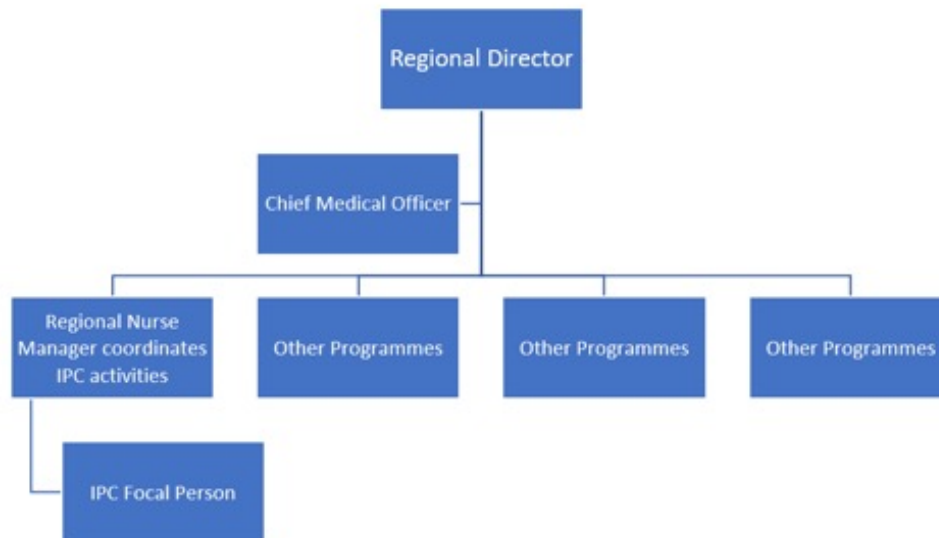 Regional Director
Chief Medical Officer
Regional Nurse
Manager coordinates
IPC activities
Other Programmes
Other Programmes
Other Programmes
IPC Focal Person